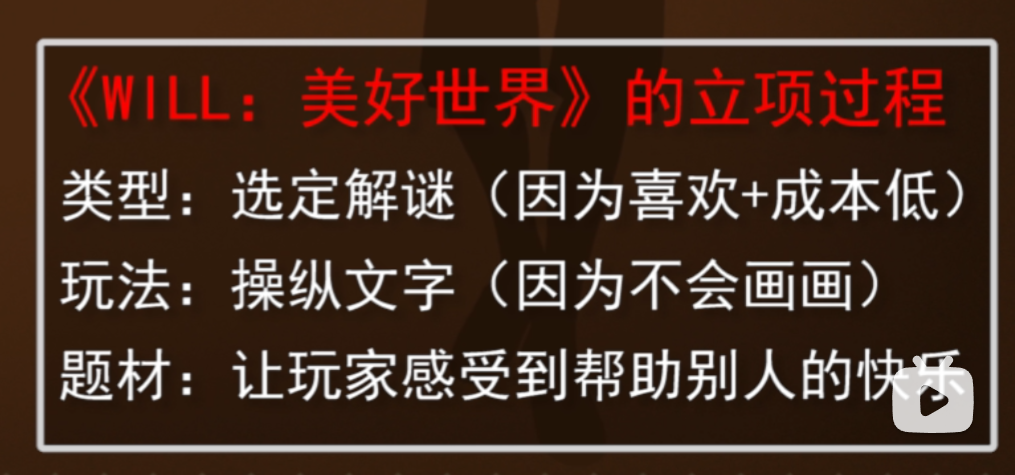 《WILL：美好世界》的立项过程
类型：选定解谜（因为喜欢+成本低）
玩法：操纵文字（因为不会画画）
题材：让玩家感受到帮助别人的快乐